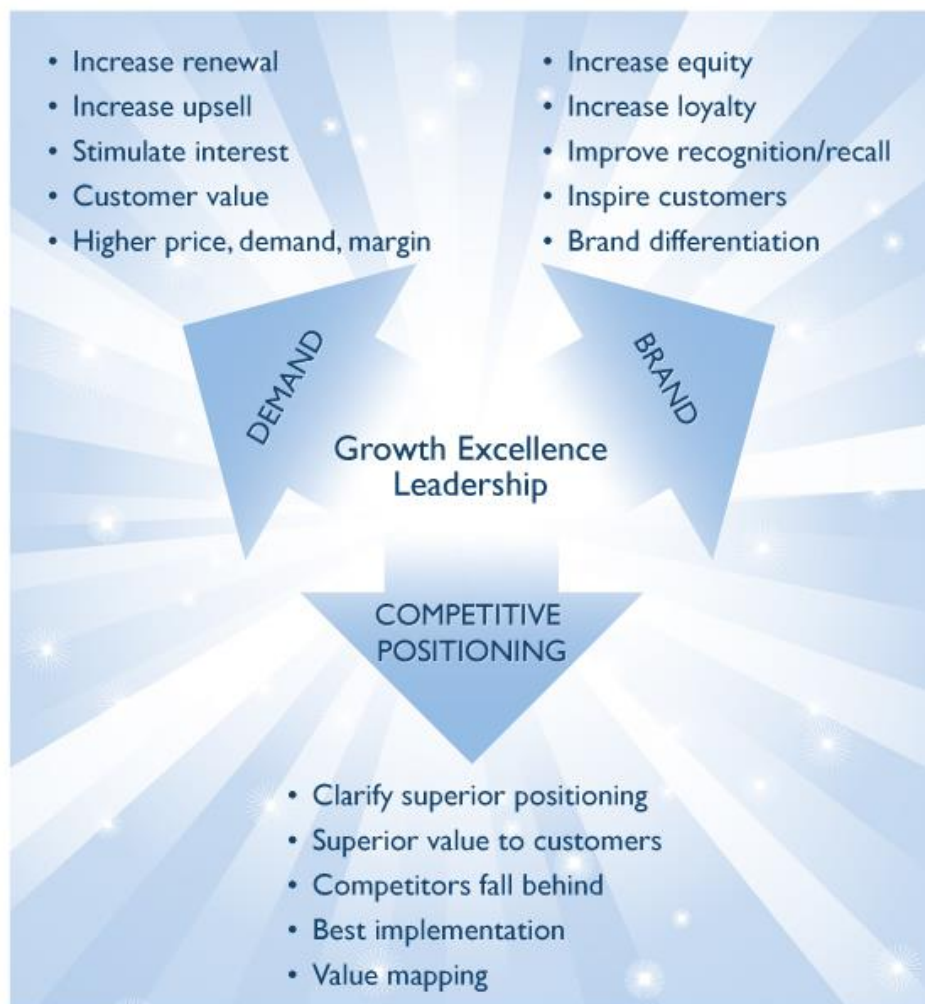 • Increase renewal
• Increase upsell
• Stimulate interest
• Customer value
• Higher price, demand, margin
• Increase equity
• Increase loyalty
• Improve recognition/recall
• Inspire customers
• Brand differentiation
DEMAND
BRAND
Growth Excellence
Leadership
COMPETITIVE
POSITIONING
• Clarify superior positioning
• Superior value to customers
• Competitors fall behind
• Best implementation
• Value mapping